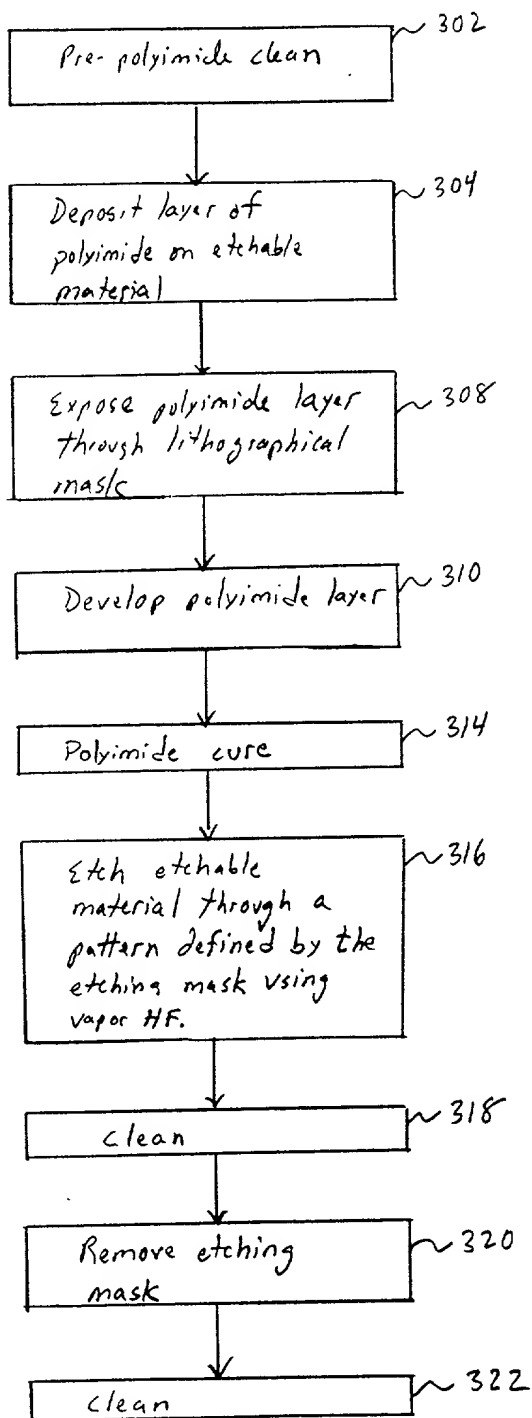 302
Pre-polyimide clean
304
Deposit layer of
polyimide on etchable
material
308
Expose polyimide layer
through lithographical
mask
310
Develop polyimide layer
314
Polyimide cure
316
Etch etchable
material through a
pattern defined by the
etching mask using
vapor HF.
318
clean
320
Remove etching
mask
322
clean